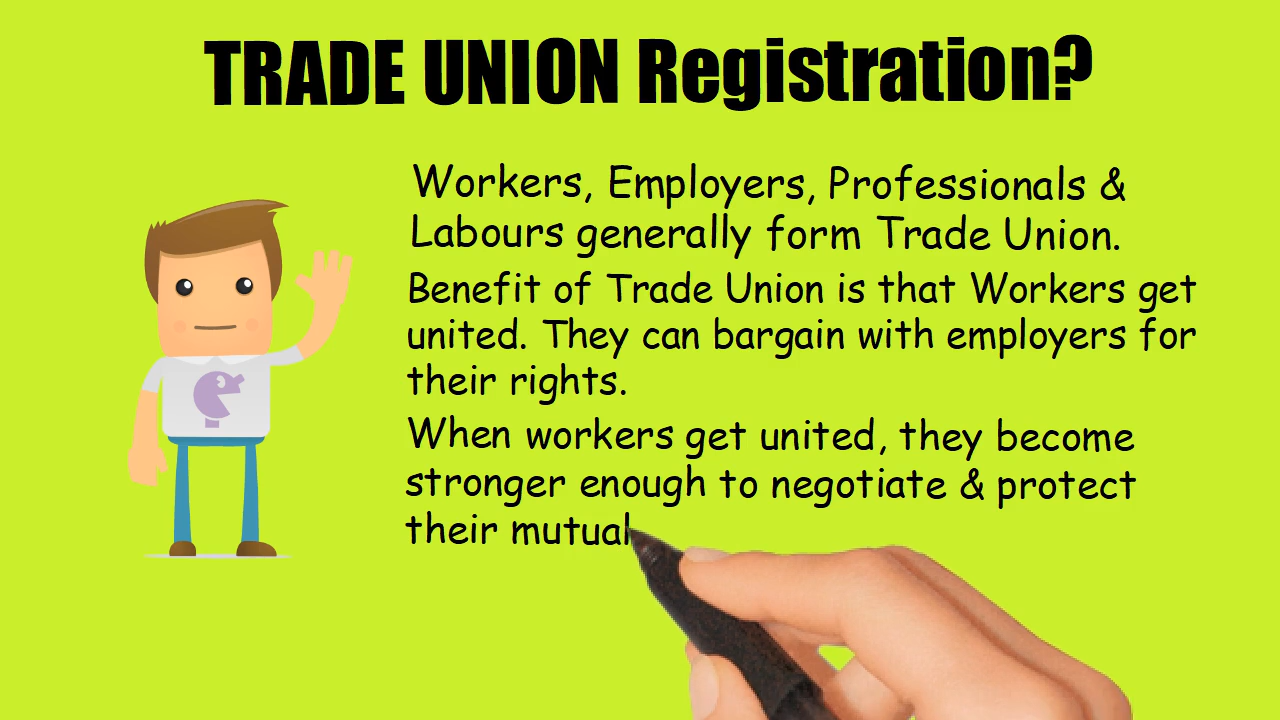 TRADE UNION Registration?
Workers, Employers, Professionals &
Labours generally form Trade Union.
Benefit of Trade Union is that Workers get
united. They can bargain with employers for
their rights.
When workers get united, they become
stronger enough to negotiate & protect
their mutual